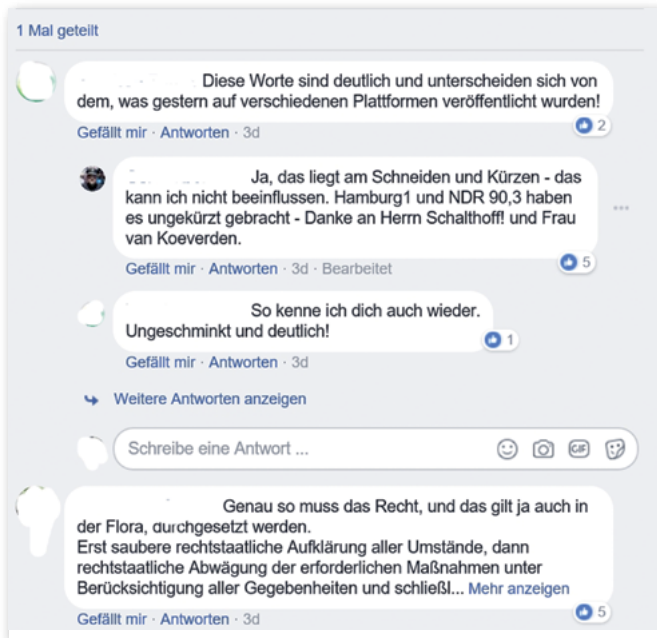 1 Mal geteilt
Diese Worte sind deutlich und unterscheiden sich von
dem, was gestern auf verschiedenen Plattformen veröffentlicht wurden!
2
Gefällt mir · Antworten · 3d
Ja, das liegt am Schneiden und Kürzen - das
kann ich nicht beeinflussen. Hamburg1 und NDR 90,3 haben
es ungekürzt gebracht - Danke an Herrn Schalthoff! und Frau
van Koeverden.
5
Gefällt mir · Antworten · 3d · Bearbeitet
So kenne ich dich auch wieder.
Ungeschminkt und deutlich!
1
Gefällt mir · Antworten · 3d
Weitere Antworten anzeigen
Schreibe eine Antwort ...
GIF
Genau so muss das Recht, und das gilt ja auch in
der Flora, durchgesetzt werden.
Erst saubere rechtstaatliche Aufklärung aller Umstände, dann
rechtstaatliche Abwägung der erforderlichen Maßnahmen unter
Berücksichtigung aller Gegebenheiten und schließl... Mehr anzeigen
5
Gefällt mir · Antworten · 3d